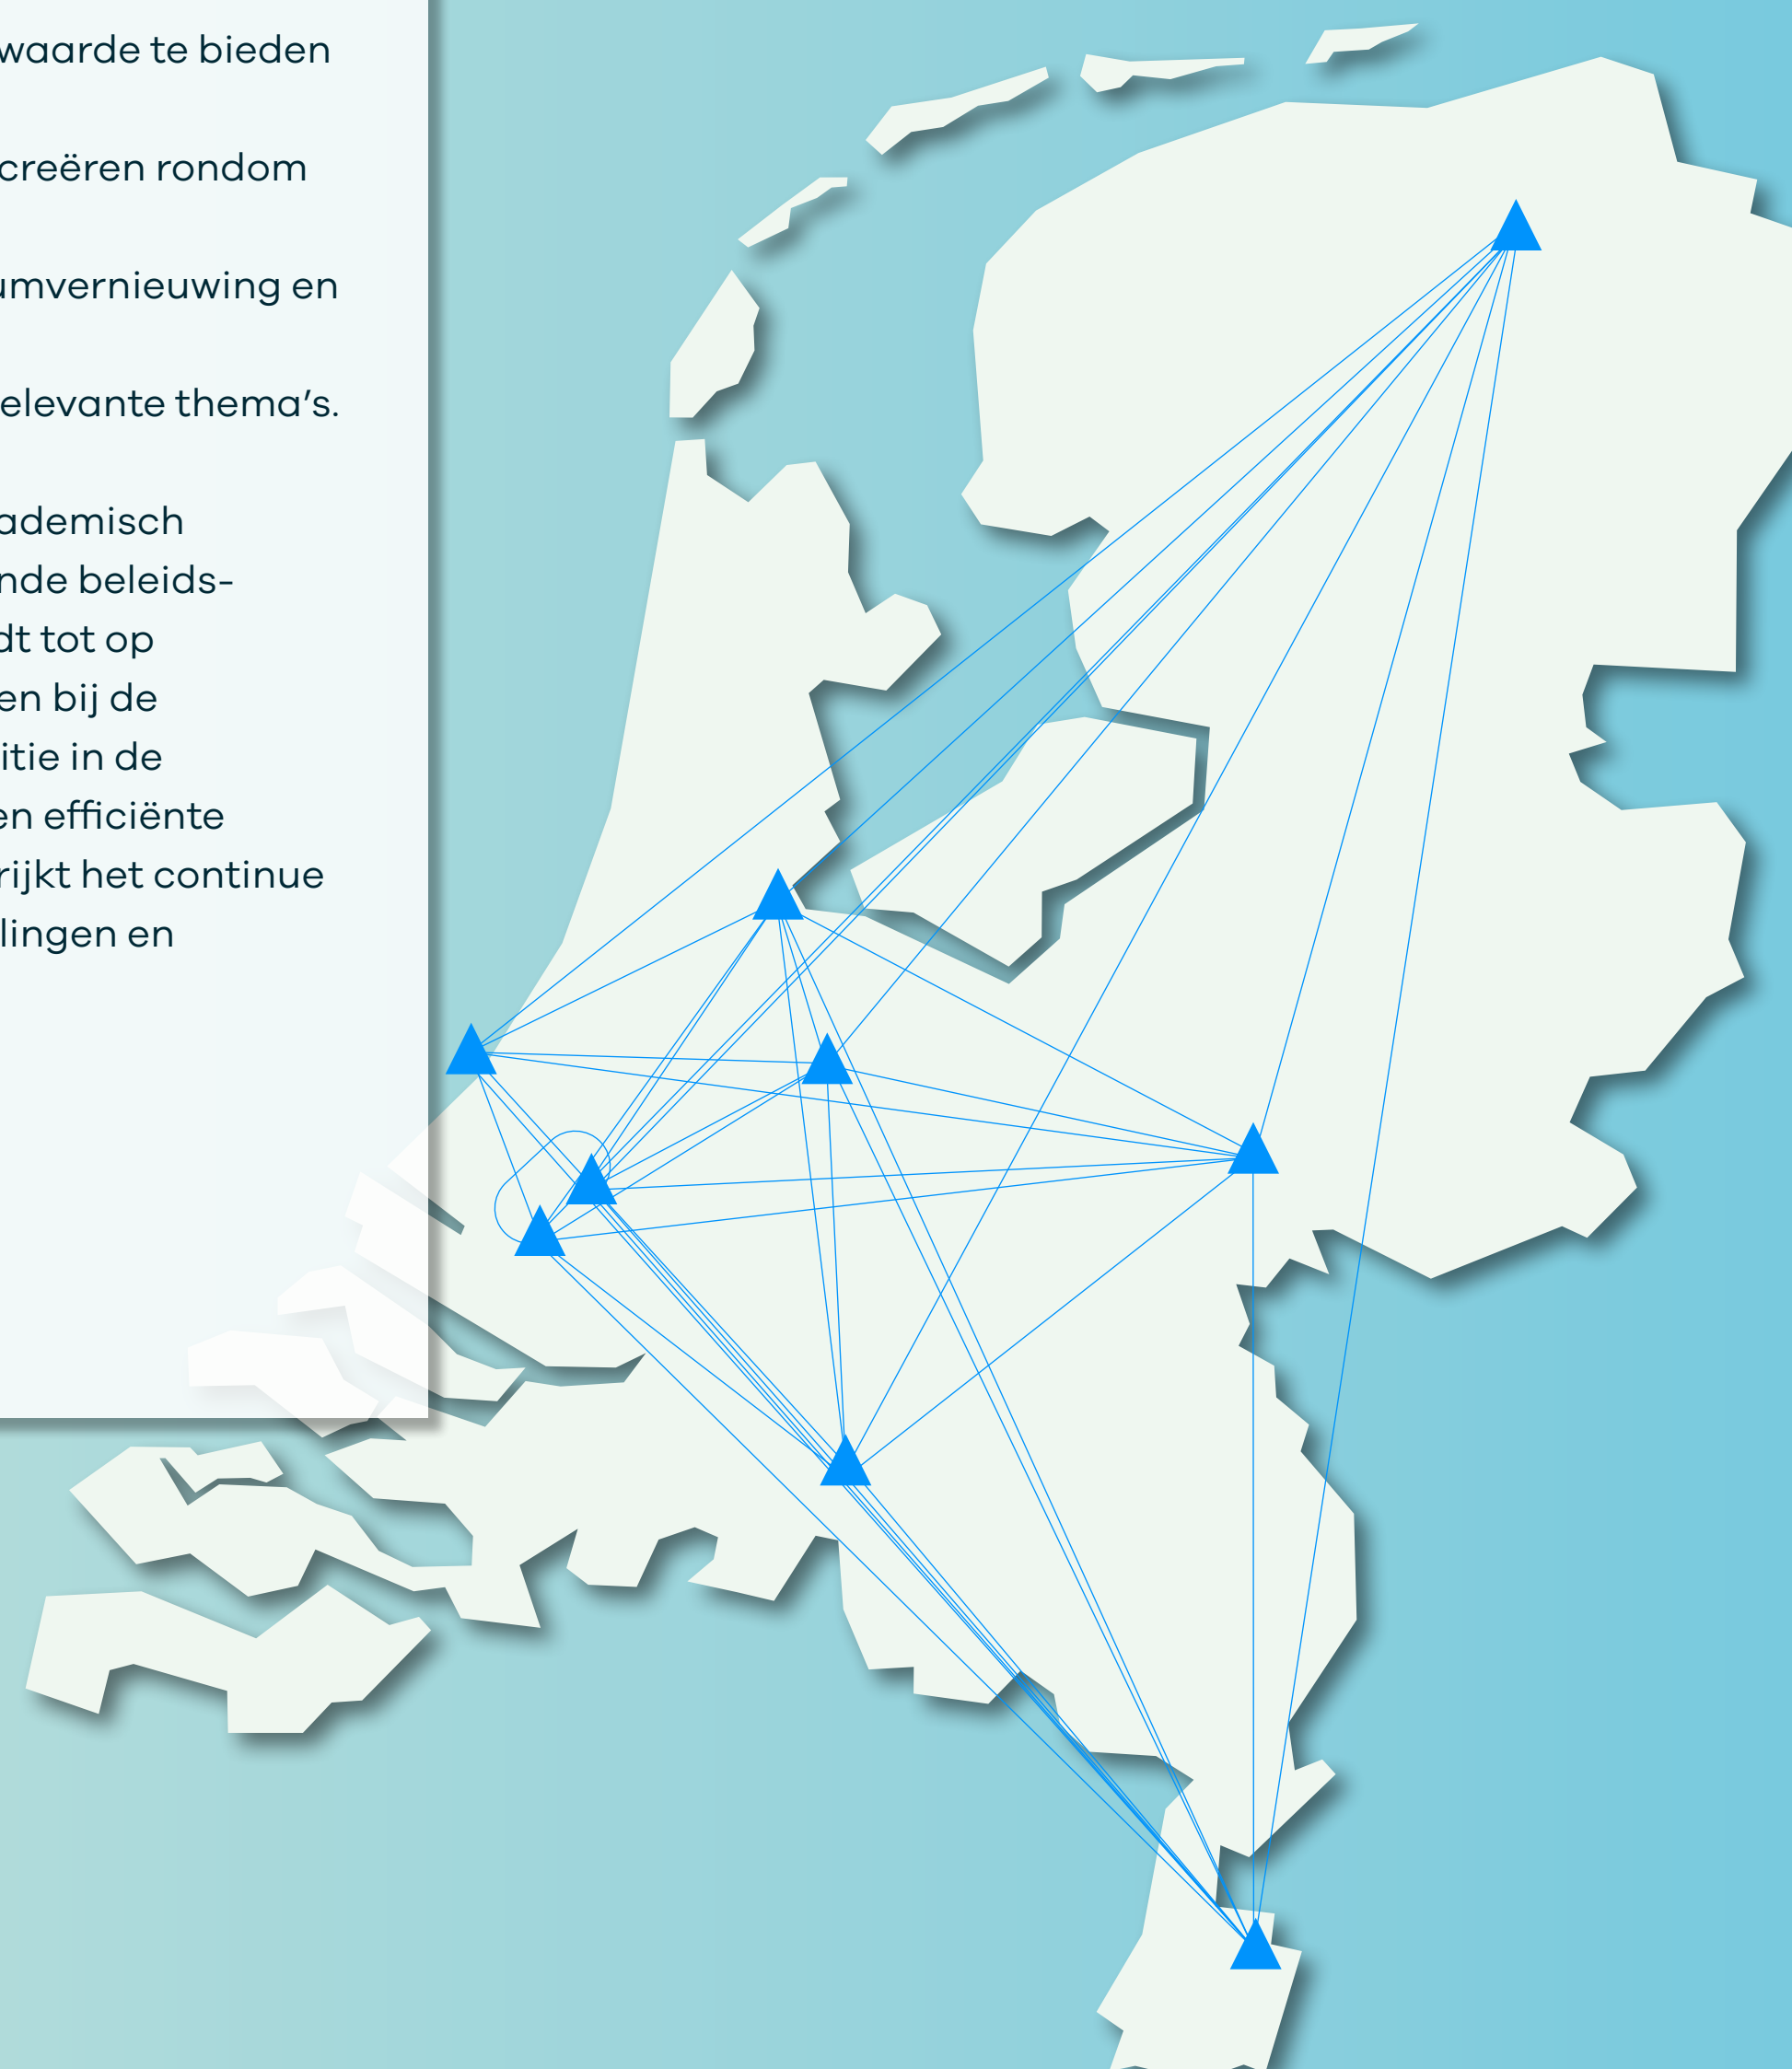 waarde te bieden
creëren rondom
umvernieuwing en
elevante thema's.
ademisch
nde beleids-
dt tot op
en bij de
itie in de
en efficiënte
rijkt het continue
lingen en